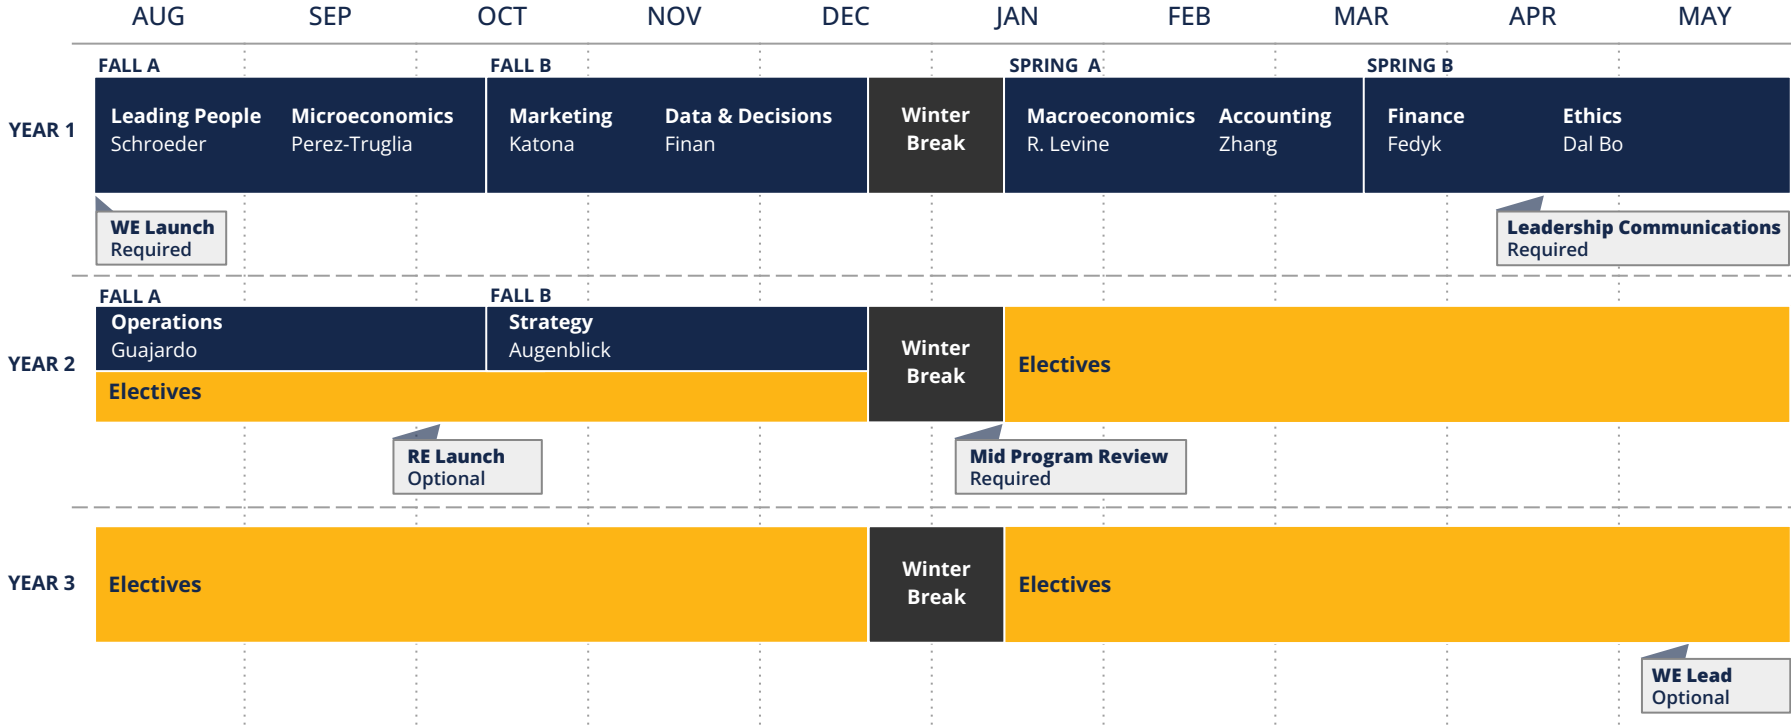 AUG SEP OCT NOV DEC JAN FEB MAR APR MAY
FALL A FALL B SPRING A SPRING B
YEAR 1
Leading People Microeconomics Marketing Data & Decisions Winter Macroeconomics Accounting Finance Ethics
Schroeder Perez-Truglia Katona Finan Break R. Levine Zhang Fedyk Dal Bo
WE Launch Leadership Communications
Required Required
FALL A FALL B
Operations Strategy
Guajardo Augenblick
YEAR 2
Winter
Break
Electives
Electives
RE Launch Mid Program Review
Optional Required
YEAR 3
Electives
Winter
Break
Electives
WE Lead
Optional